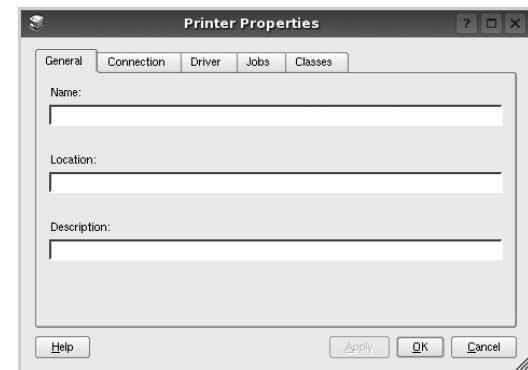 Printer Properties
General Connection Driver Jobs Classes
Name:
Location:
Description:
Help Apply OK Cancel